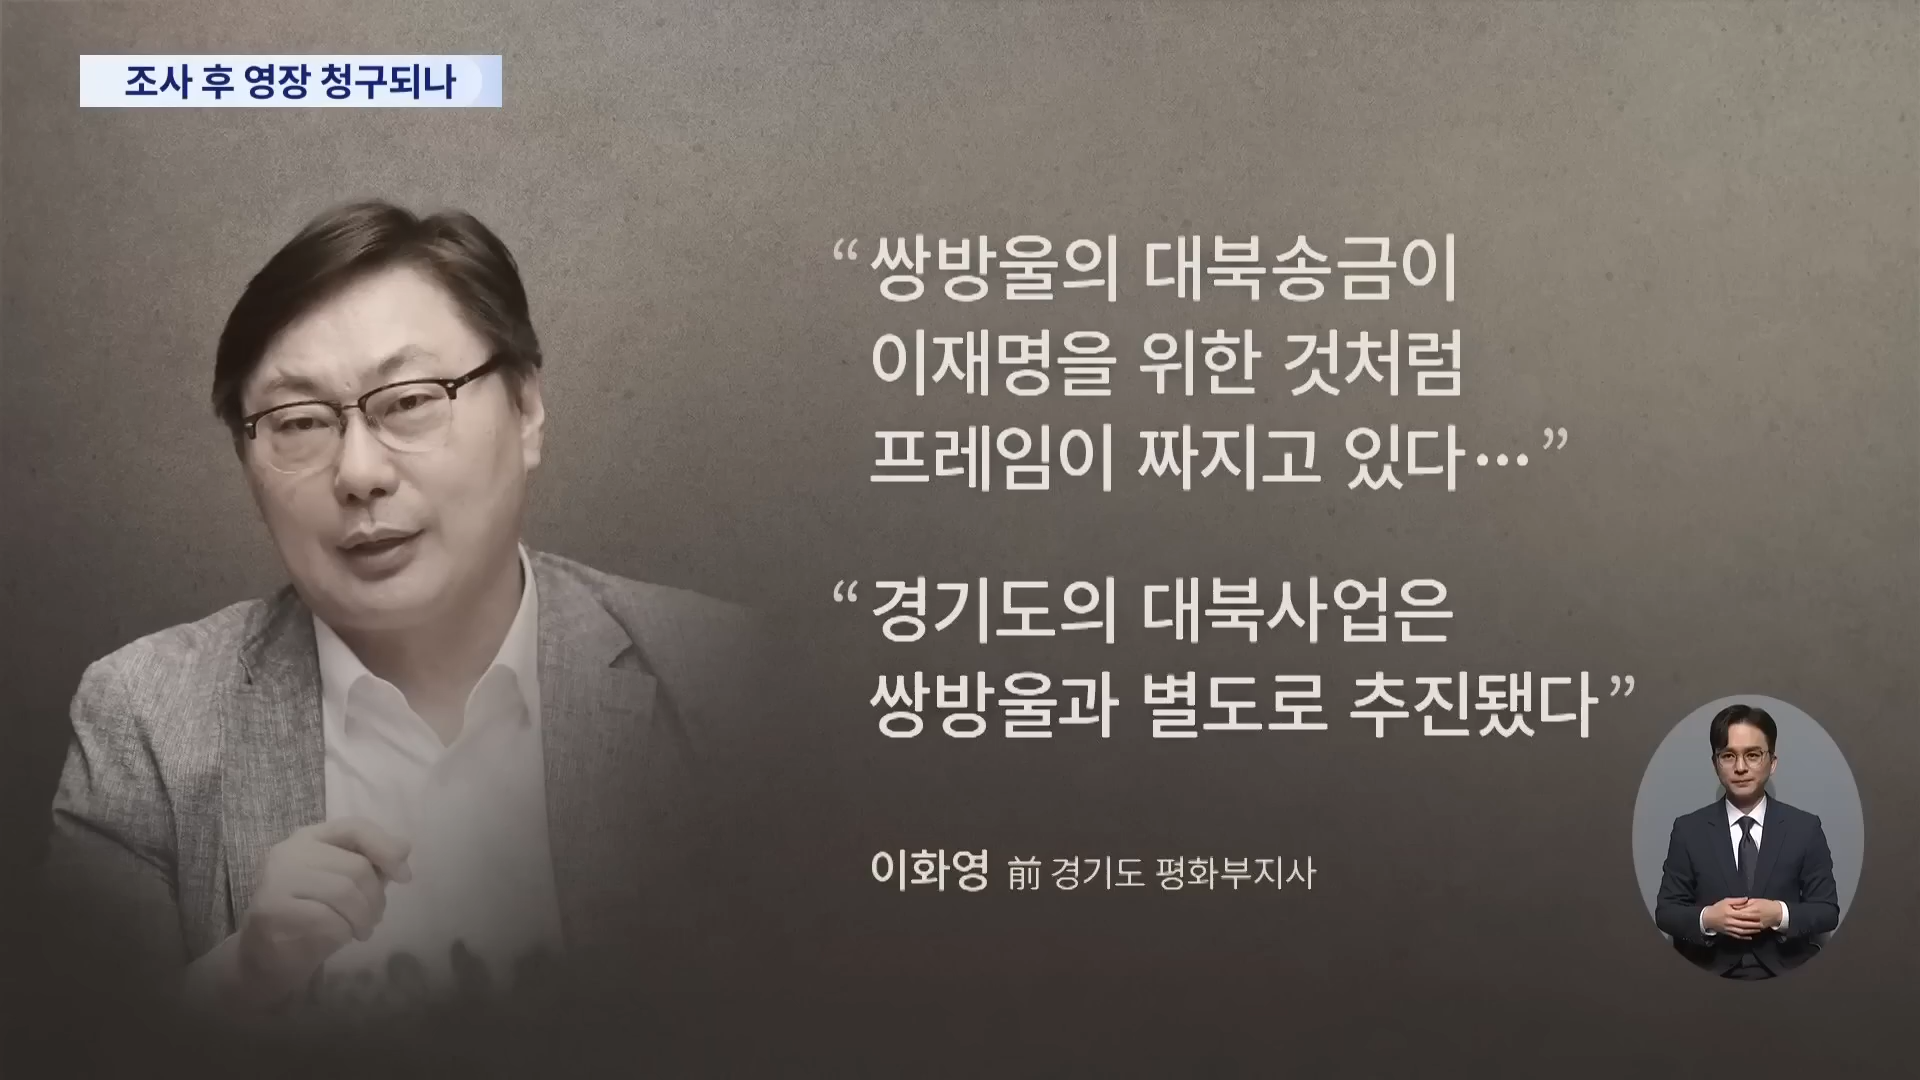 조사 후 영장 청구되나
“쌍방울의 대북송금이
이재명을 위한 것처럼
프레임이 짜지고 있다…”
“경기도의 대북사업은
쌍방울과 별도로 추진됐다”
이화영 前 경기도 평화부지사